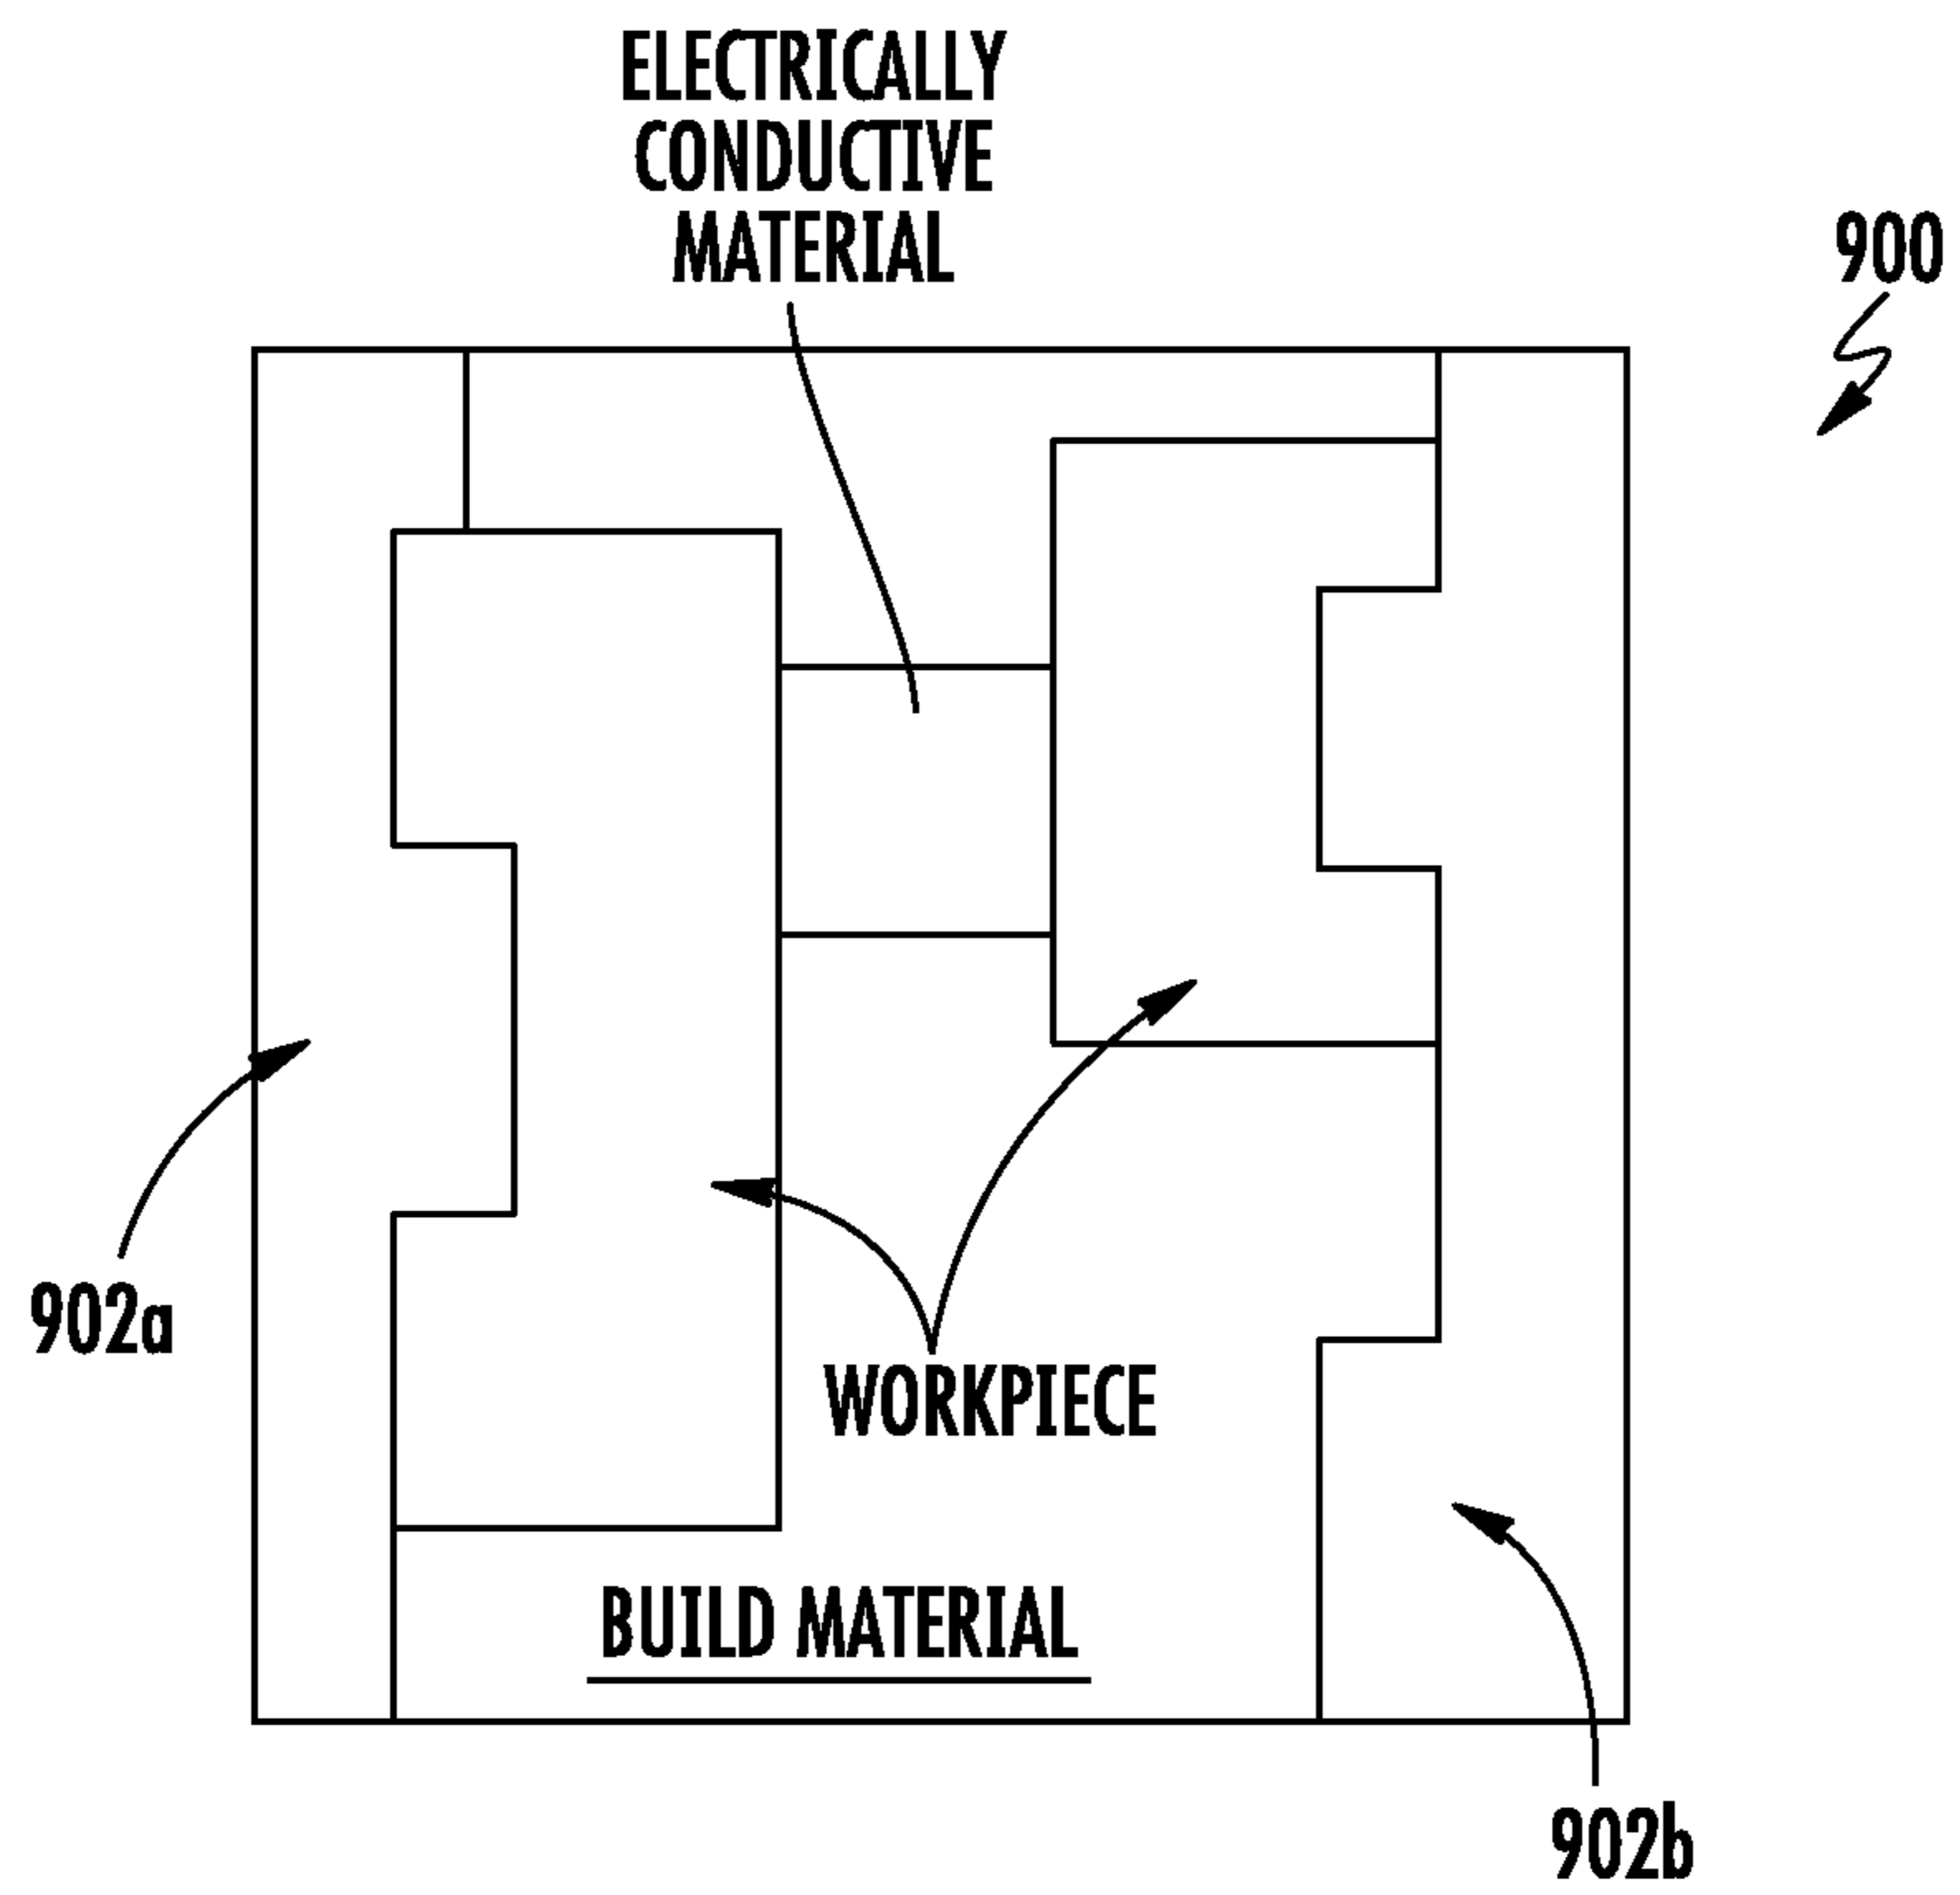 ELECTRICALLY
CONDUCTIVE
MATERIAL
900
902a
WORKPIECE
BUILD MATERIAL
902b